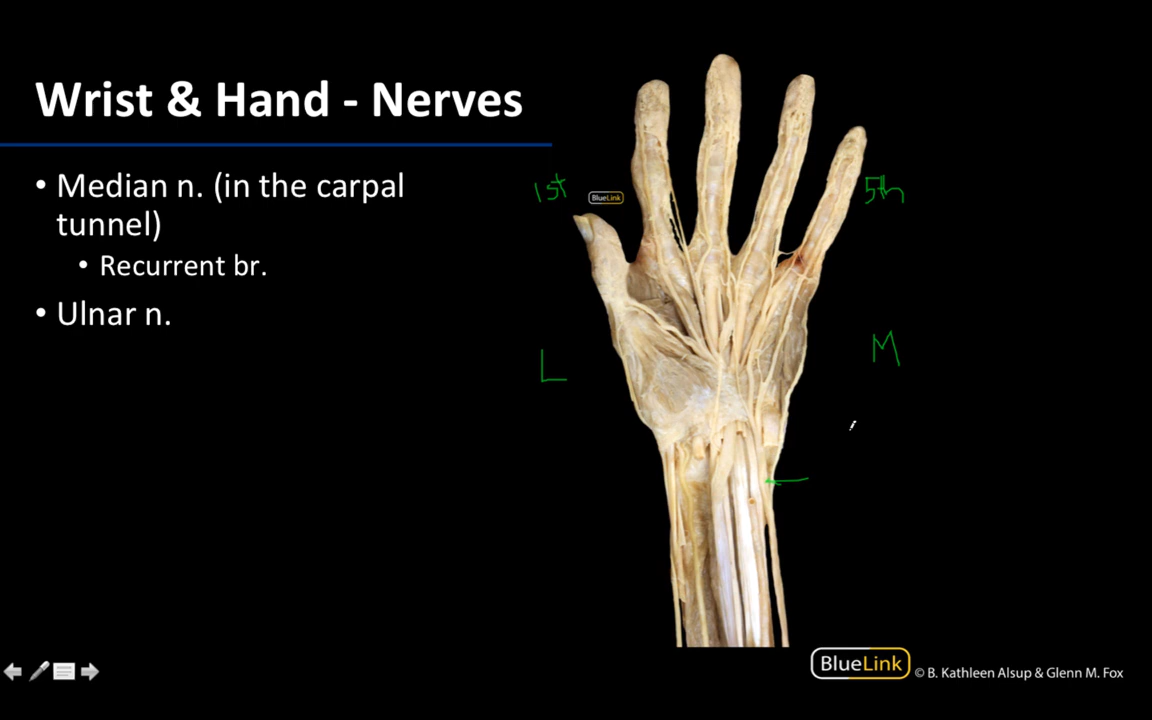 Wrist & Hand - Nerves
• Median n. (in the carpal
tunnel)
• Recurrent br.
• Ulnar n.
1st
BlueLink
5th
L
M
BlueLink
© B. Kathleen Alsup & Glenn M. Fox